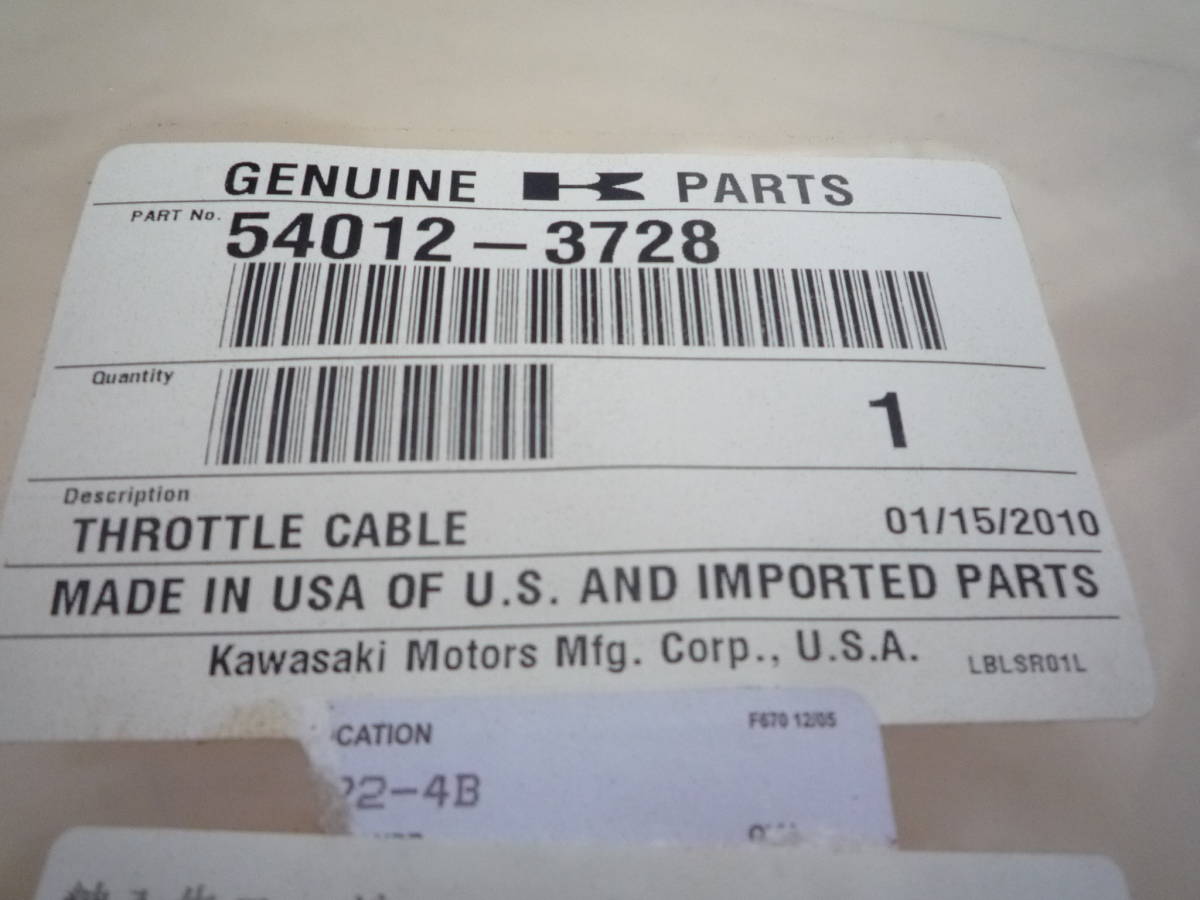 GENUINE PARTS
PART No. 54012-3728
Quantity 1
Description
THROTTLE CABLE 01/15/2010
MADE IN USA OF U.S. AND IMPORTED PARTS
Kawasaki Motors Mfg. Corp., U.S.A. LBLSR01L
CATION F670 12/05
22-4B